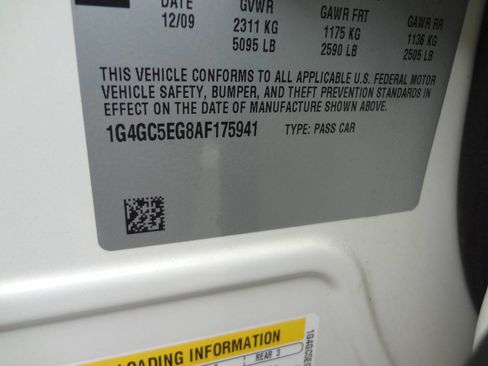 DATE GVWR GAWR FRT GAWR RR
12/09 2311 KG 1175 KG 1136 KG
5095 LB 2590 LB 2505 LB
THIS VEHICLE CONFORMS TO ALL APPLICABLE U.S. FEDERAL MOTOR
VEHICLE SAFETY, BUMPER, AND THEFT PREVENTION STANDARDS IN
EFFECT ON THE DATE OF MANUFACTURE SHOWN ABOVE.
1G4GC5EG8AF175941 TYPE: PASS CAR
LOADING INFORMATION
REAR 2